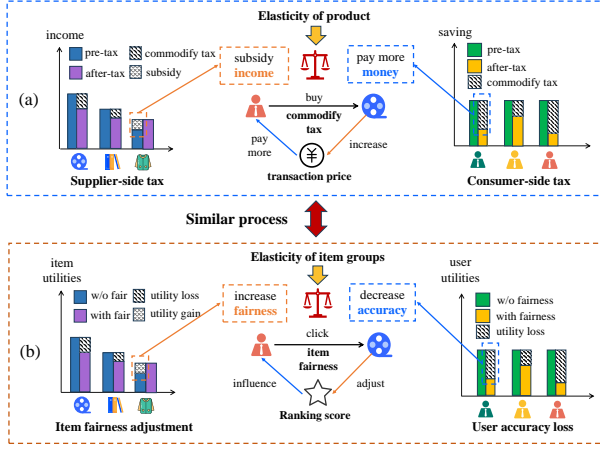 Elasticity of product
income
pre-tax
commodify tax
after-tax
subsidy
subsidy
income
pay more
money
saving
pre-tax
after-tax
commodify tax
(a)
buy
commodify
tax
pay
more
increase
¥
transaction price
Supplier-side tax
Consumer-side tax
Similar process
Elasticity of item groups
item
utilities
w/o fair
utility loss
with fair
utility gain
increase
fairness
decrease
accuracy
user
utilities
w/o fairness
with fairness
utility loss
(b)
click
item
fairness
influence
adjust
Ranking score
Item fairness adjustment
User accuracy loss